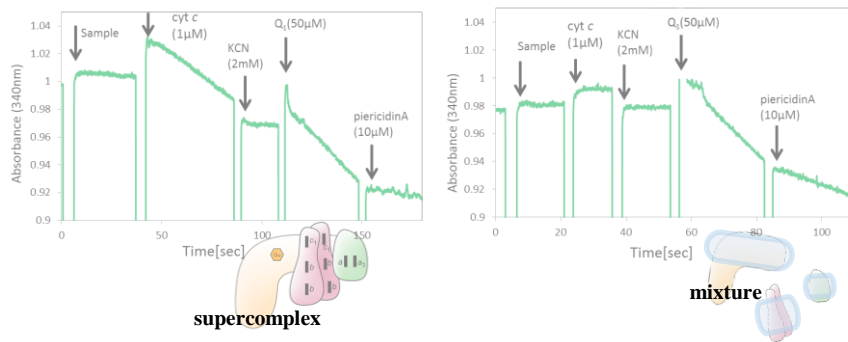 Absorbance (340nm)
1.04
1.02
1
0.98
0.96
0.94
0.92
0.9
Sample
cyt c
(1μM)
KCN
(2mM)
Q₁(50μM)
piericidinA
(10μM)
0
50
100
150
Time[sec]
c₁
b
b
b
b
a
a₃
supercomplex
Absorbance (340nm)
1.04
1.02
1
0.98
0.96
0.94
0.92
0.9
Sample
cyt c
(1μM)
KCN
(2mM)
Q₁(50μM)
piericidinA
(10μM)
0
20
40
60
80
100
Time[sec]
mixture